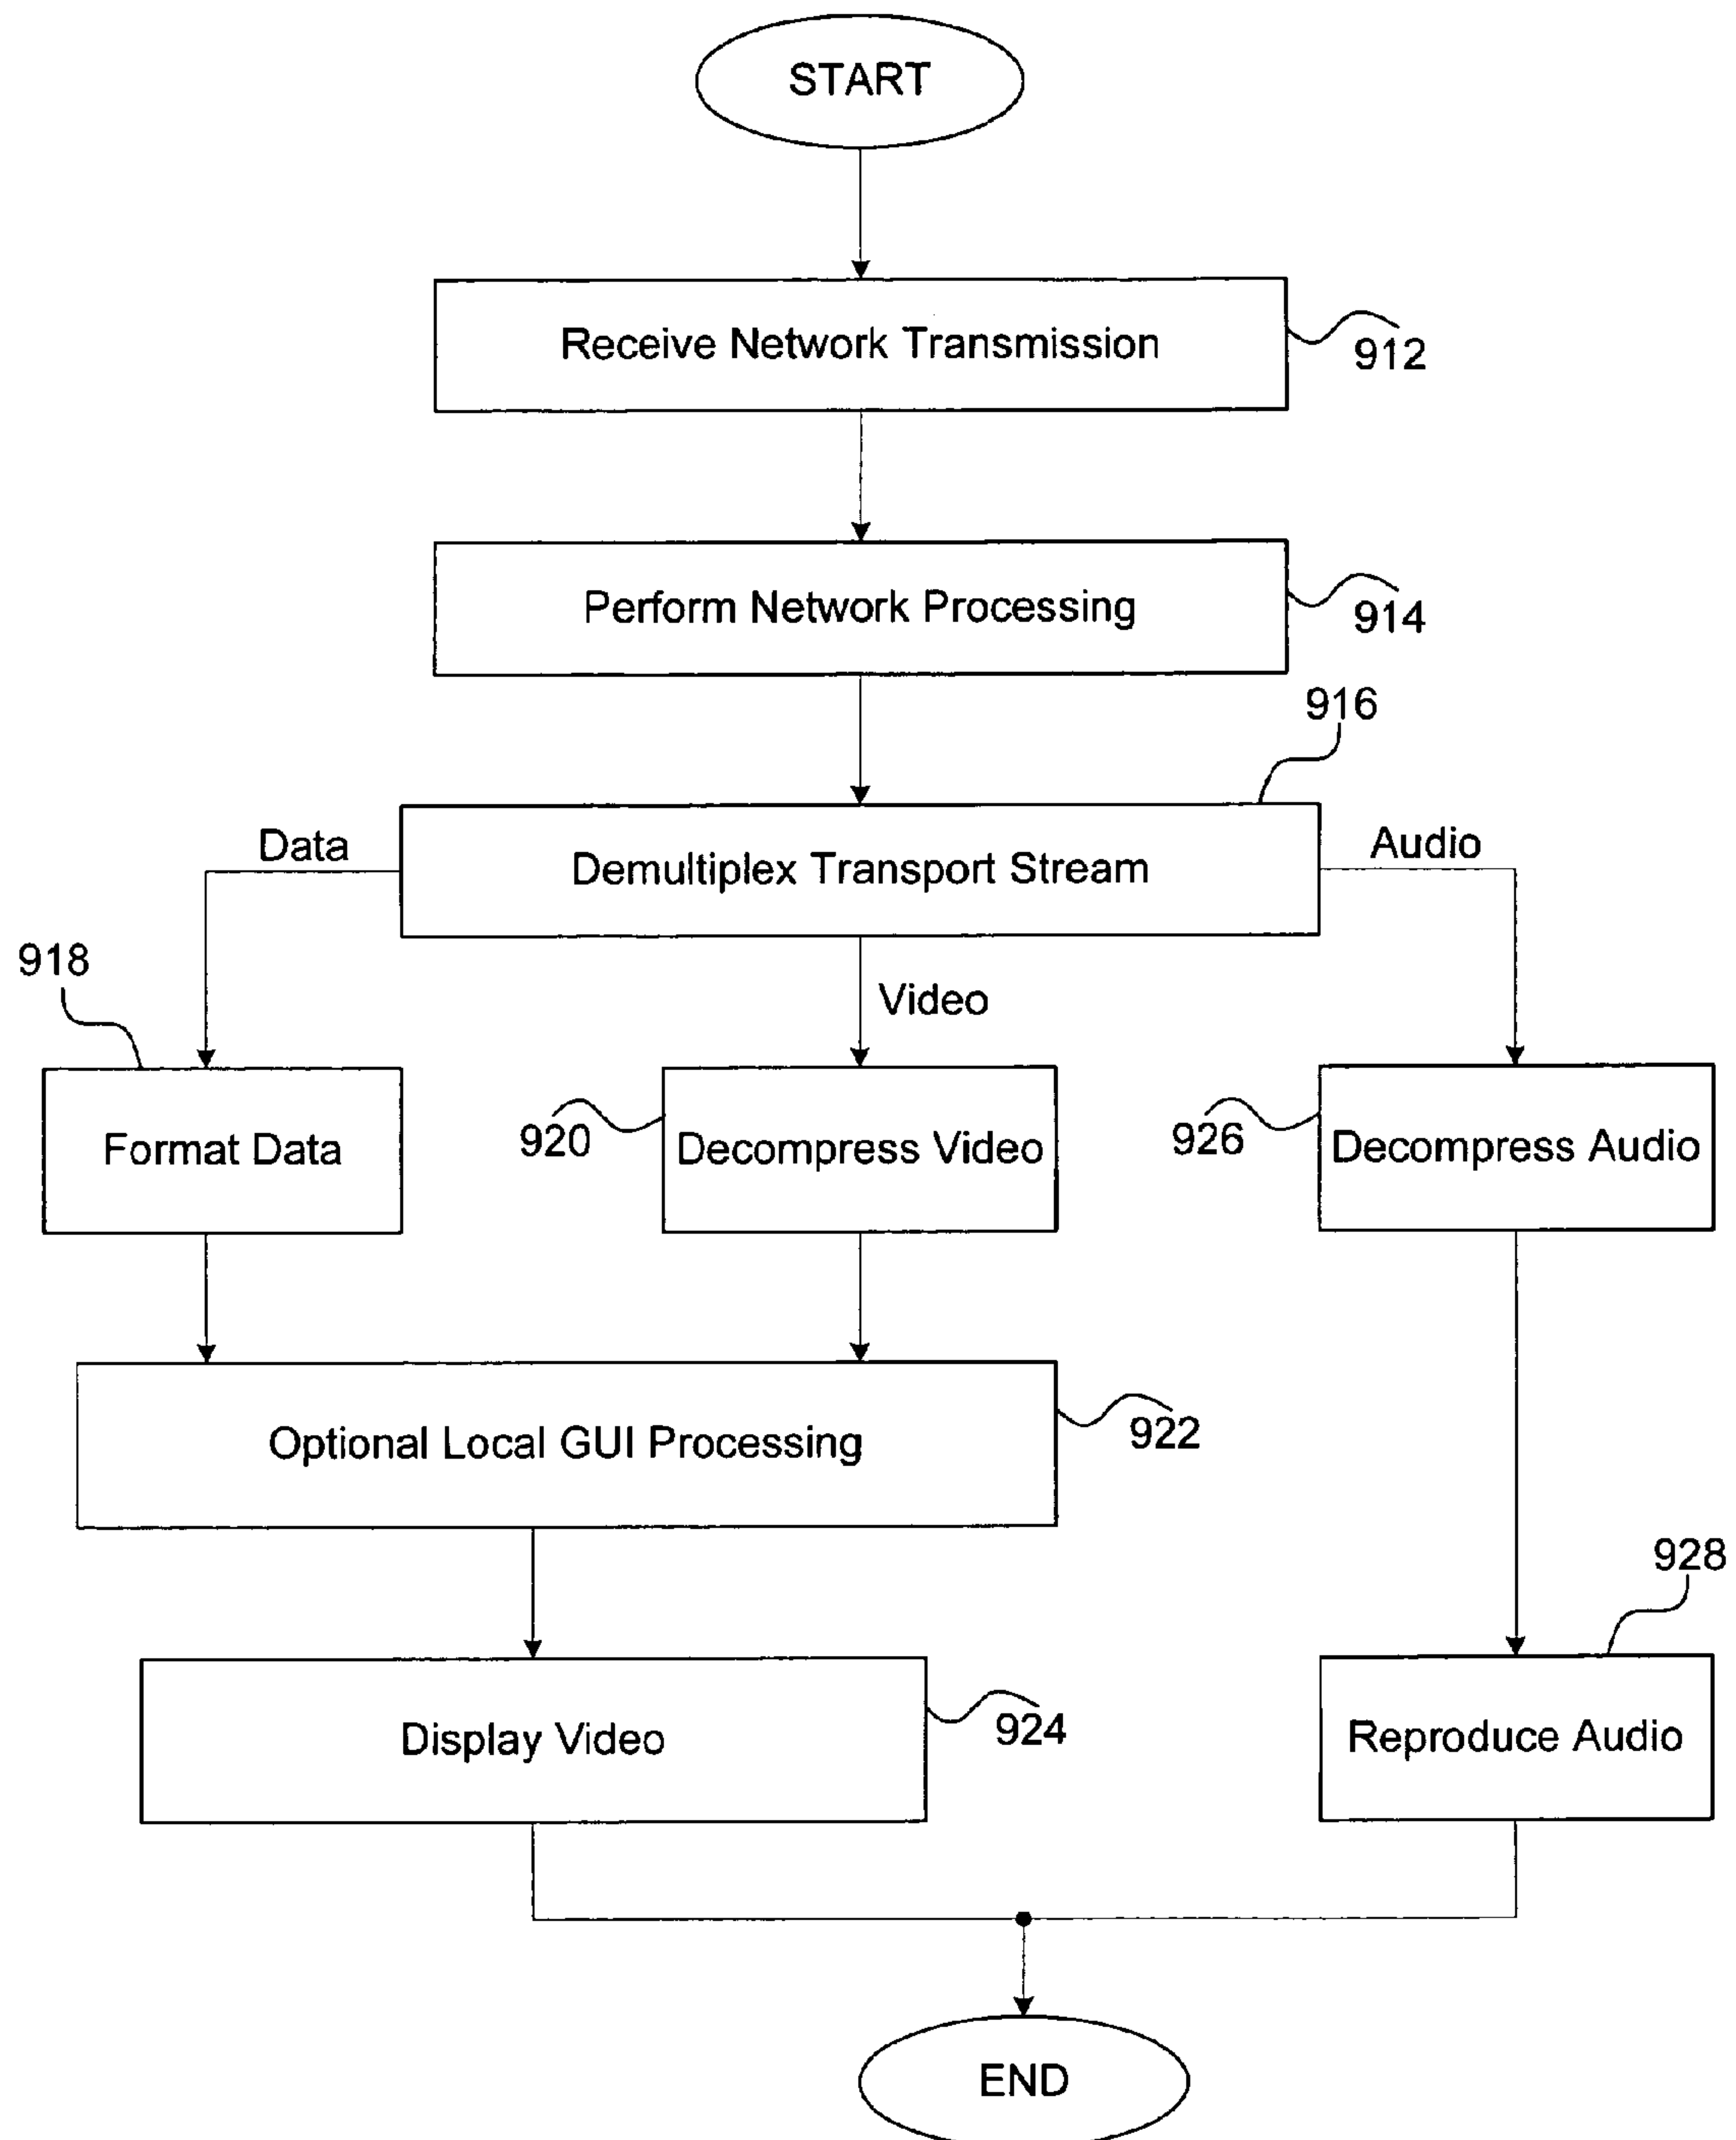 START
Receive Network Transmission
912
Perform Network Processing
914
916
Data
Demultiplex Transport Stream
Audio
918
Video
Format Data
920
Decompress Video
926
Decompress Audio
Optional Local GUI Processing
922
928
Display Video
924
Reproduce Audio
END